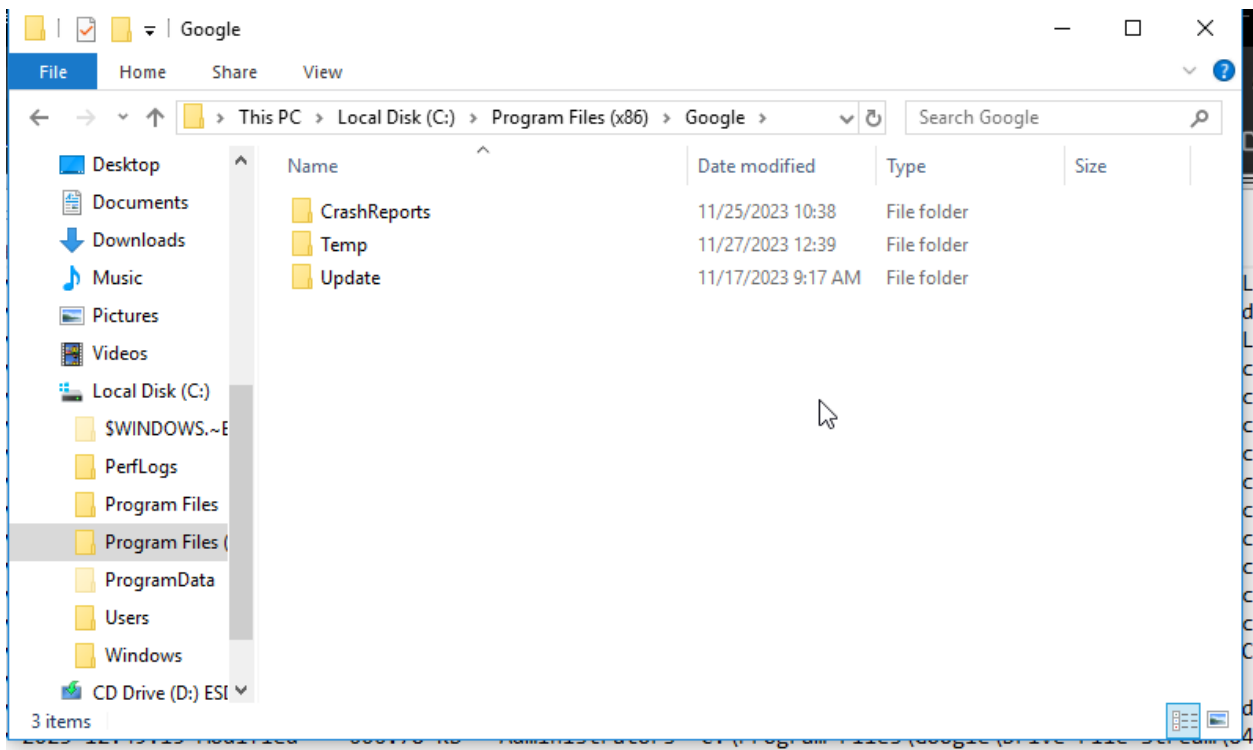 Google
File Home Share View
This PC > Local Disk (C:) > Program Files (x86) > Google >
Search Google
Name Date modified Type Size
CrashReports 11/25/2023 10:38 File folder
Temp 11/27/2023 12:39 File folder
Update 11/17/2023 9:17 AM File folder
Desktop
Documents
Downloads
Music
Pictures
Videos
Local Disk (C:)
$WINDOWS.~E
PerfLogs
Program Files
Program Files (
ProgramData
Users
Windows
CD Drive (D:) ESD
3 items